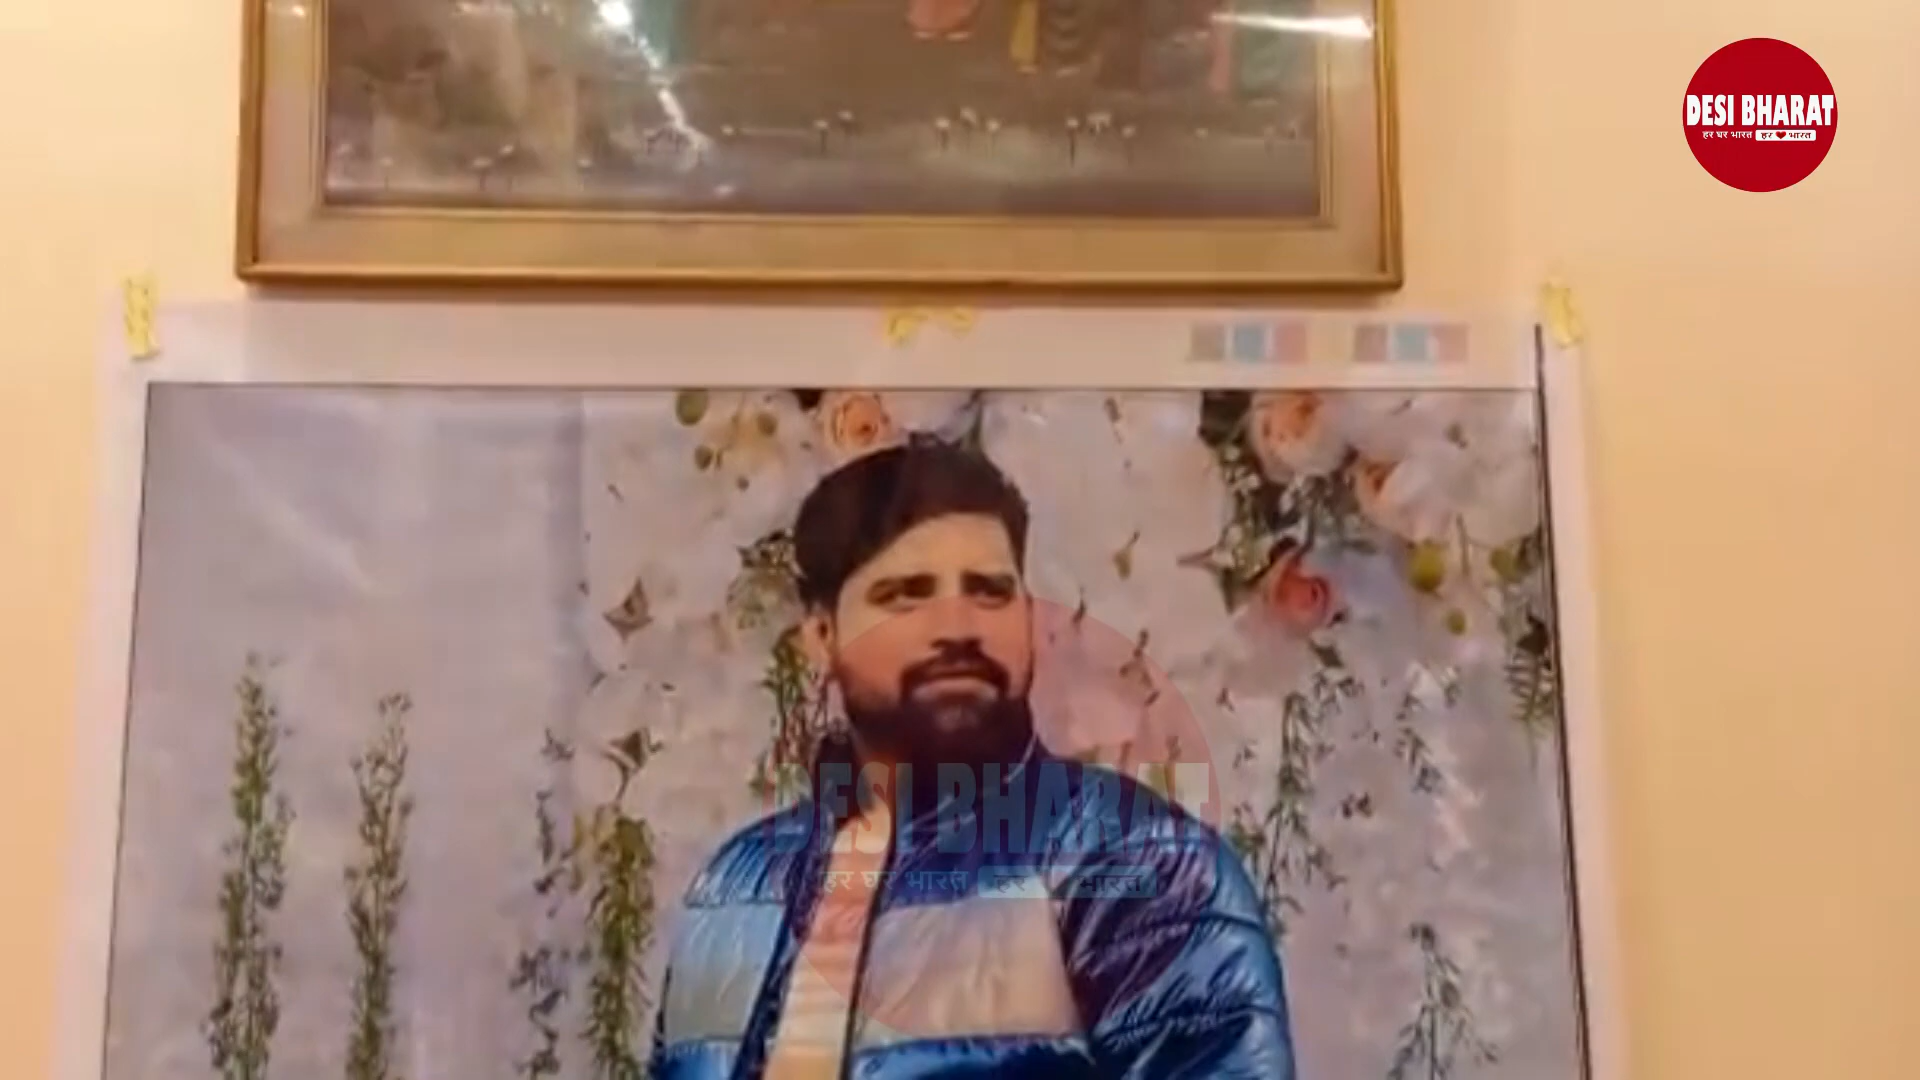 DESI BHARAT
हर घर भारत हर ❤ भारत
DESI BHARAT
हर घर भारत हर भारत